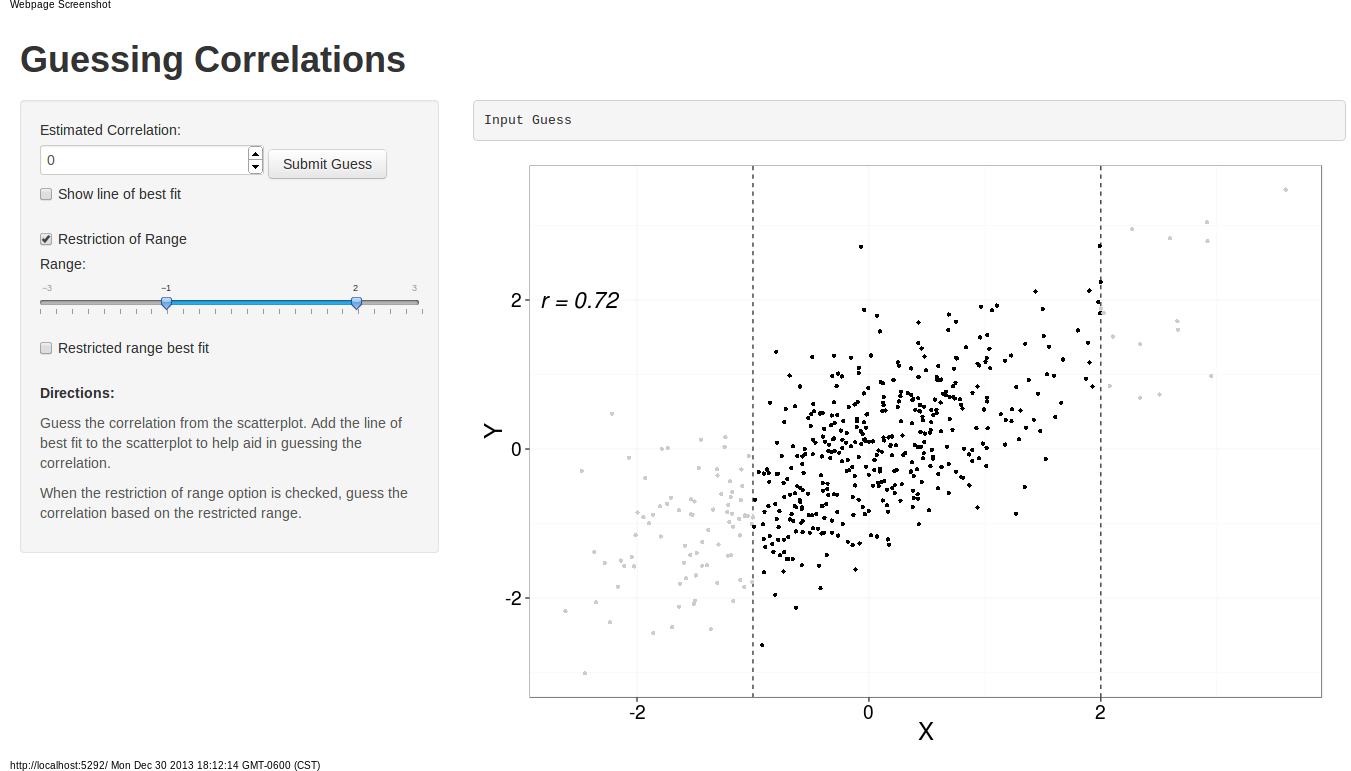 Webpage Screenshot
Guessing Correlations
Estimated Correlation:
0
Submit Guess
Show line of best fit
Restriction of Range
Range:
−3
−1
2
3
Restricted range best fit
Directions:
Guess the correlation from the scatterplot. Add the line of
best fit to the scatterplot to help aid in guessing the
correlation.
When the restriction of range option is checked, guess the
correlation based on the restricted range.
Input Guess
r = 0.72
Y
2
0
-2
-2
0
2
X
http://localhost:5292/ Mon Dec 30 2013 18:12:14 GMT-0600 (CST)